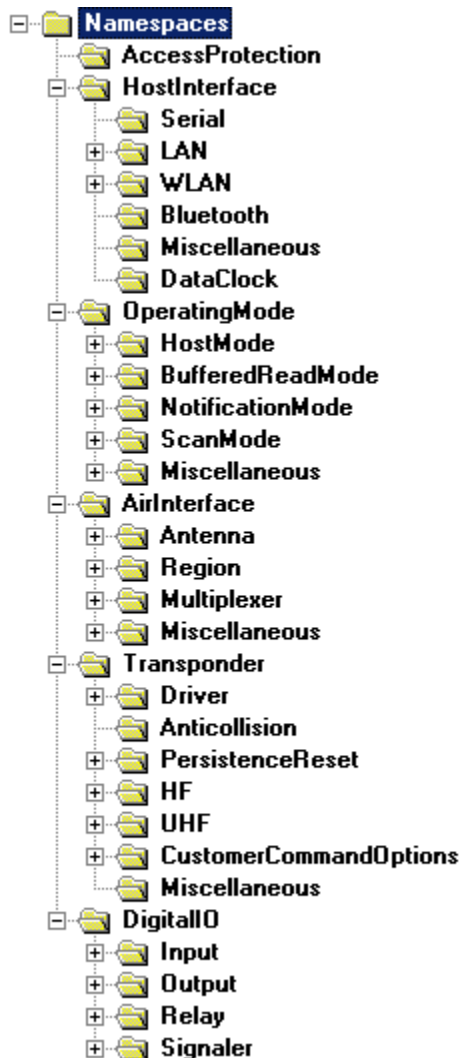 Namespaces
AccessProtection
HostInterface
Serial
LAN
WLAN
Bluetooth
Miscellaneous
DataClock
OperatingMode
HostMode
BufferedReadMode
NotificationMode
ScanMode
Miscellaneous
AirInterface
Antenna
Region
Multiplexer
Miscellaneous
Transponder
Driver
Anticollision
PersistenceReset
HF
UHF
CustomerCommandOptions
Miscellaneous
DigitalIO
Input
Output
Relay
Signaler